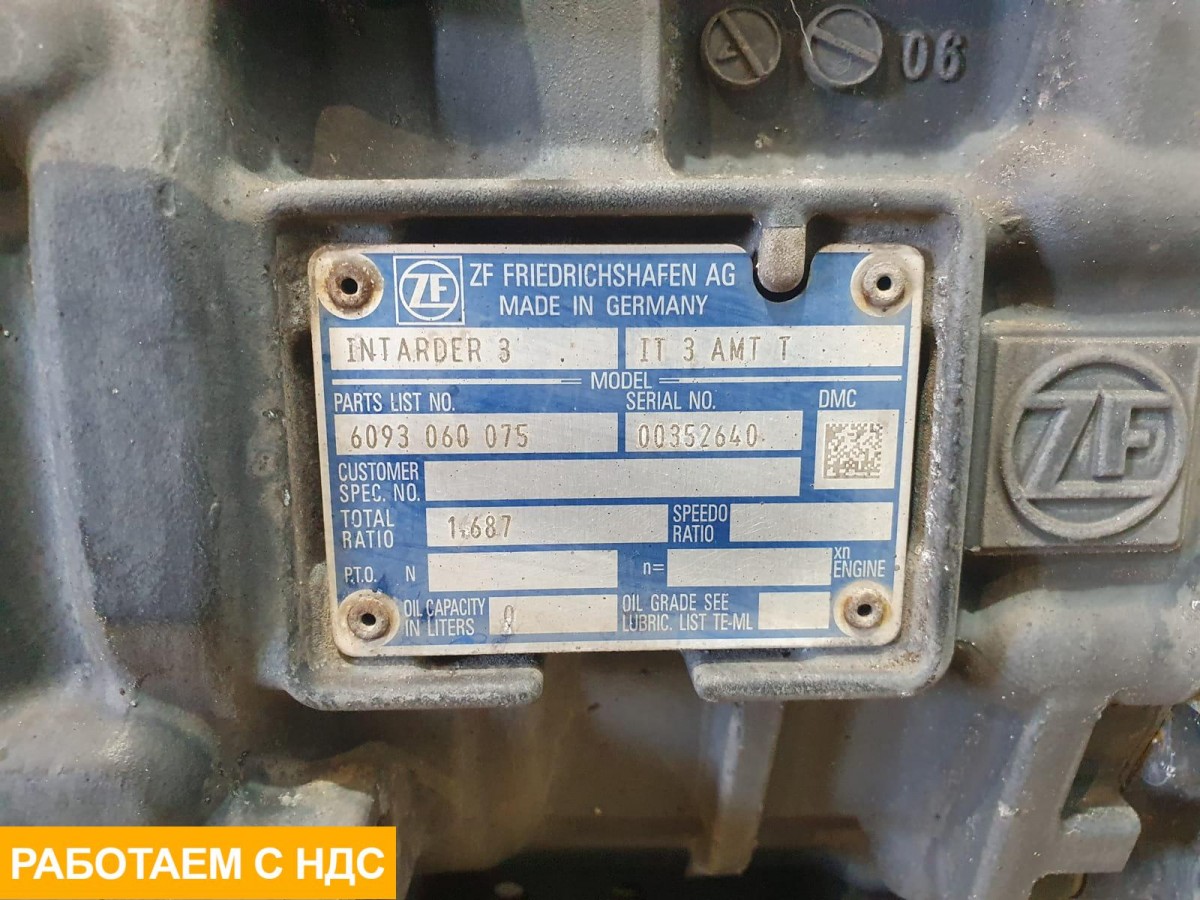 06
ZF
ZF FRIEDRICHSHAFEN AG
MADE IN GERMANY
INTARDER 3 IT 3 AMT T
MODEL
PARTS LIST NO. SERIAL NO. DMC
6093 060 075 00352640
CUSTOMER
SPEC. NO.
TOTAL
RATIO
1.687
SPEEDO
RATIO
P.T.O. N n= xn
ENGINE
OIL CAPACITY
IN LITERS
OIL GRADE SEE
LUBRIC. LIST TE-ML
ZF
РАБОТАЕМ С НДС